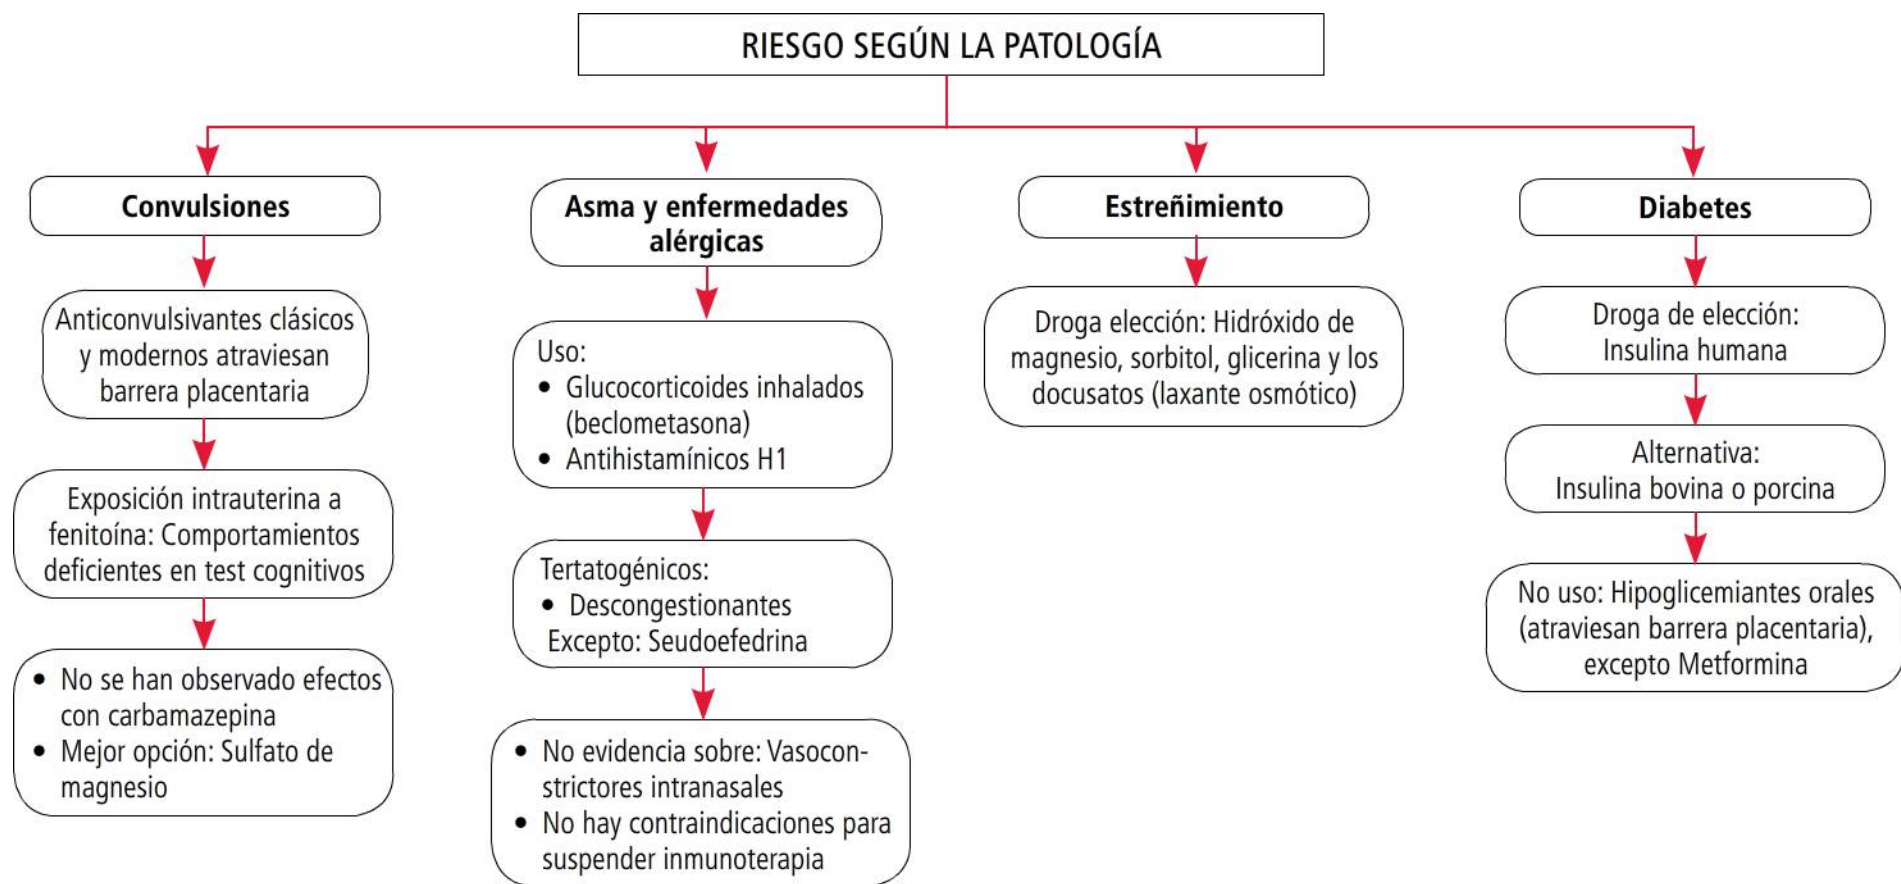 RIESGO SEGÚN LA PATOLOGÍA
Convulsiones
Anticonvulsivantes clásicos
y modernos atraviesan
barrera placentaria
Exposición intrauterina a
fenitoína: Comportamientos
deficientes en test cognitivos
• No se han observado efectos
con carbamazepina
• Mejor opción: Sulfato de
magnesio
Asma y enfermedades
alérgicas
Uso:
• Glucocorticoides inhalados
(beclometasona)
• Antihistamínicos H1
Tertatogénicos:
• Descongestionantes
Excepto: Seudoefedrina
• No evidencia sobre: Vasocon-
strictores intranasales
• No hay contraindicaciones para
suspender inmunoterapia
Estreñimiento
Droga elección: Hidróxido de
magnesio, sorbitol, glicerina y los
docusatos (laxante osmótico)
Diabetes
Droga de elección:
Insulina humana
Alternativa:
Insulina bovina o porcina
No uso: Hipoglicemiantes orales
(atraviesan barrera placentaria),
excepto Metformina